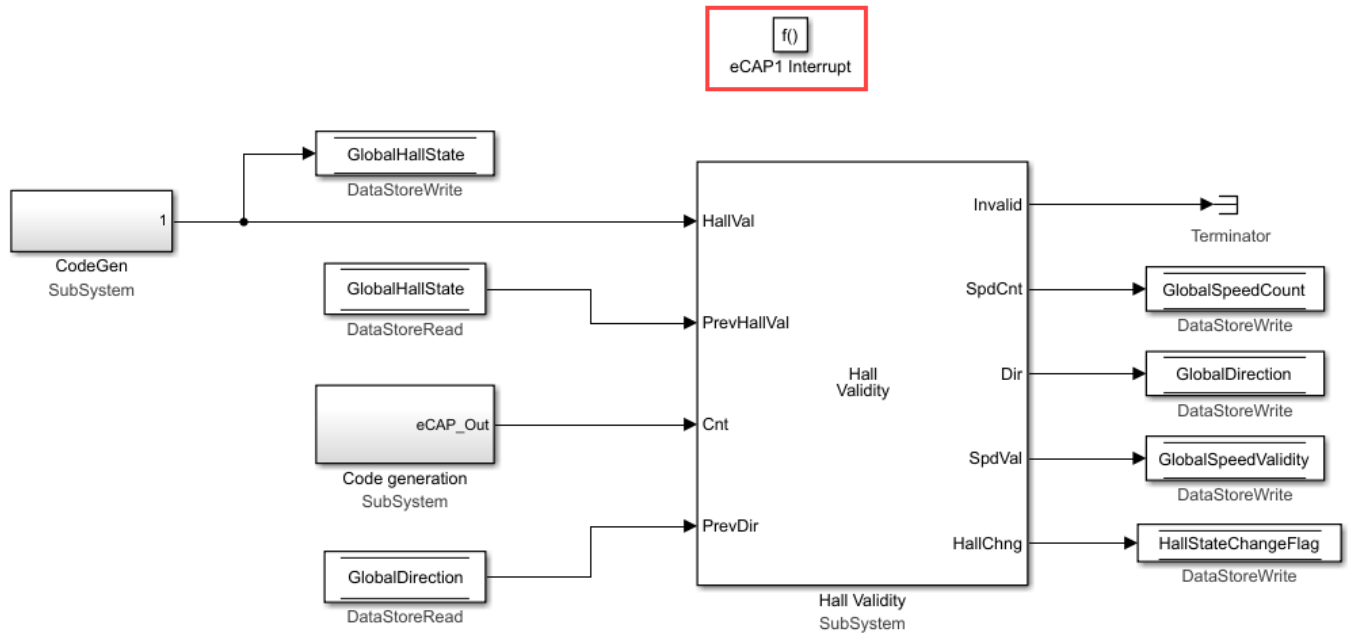 f()
eCAP1 Interrupt
GlobalHallState
DataStoreWrite
1
CodeGen
SubSystem
GlobalHallState
DataStoreRead
eCAP_Out
Code generation
SubSystem
GlobalDirection
DataStoreRead
HallVal
PrevHallVal
Cnt
PrevDir
Hall
Validity
Invalid
SpdCnt
Dir
SpdVal
HallChng
Hall Validity
SubSystem
Terminator
GlobalSpeedCount
DataStoreWrite
GlobalDirection
DataStoreWrite
GlobalSpeedValidity
DataStoreWrite
HallStateChangeFlag
DataStoreWrite